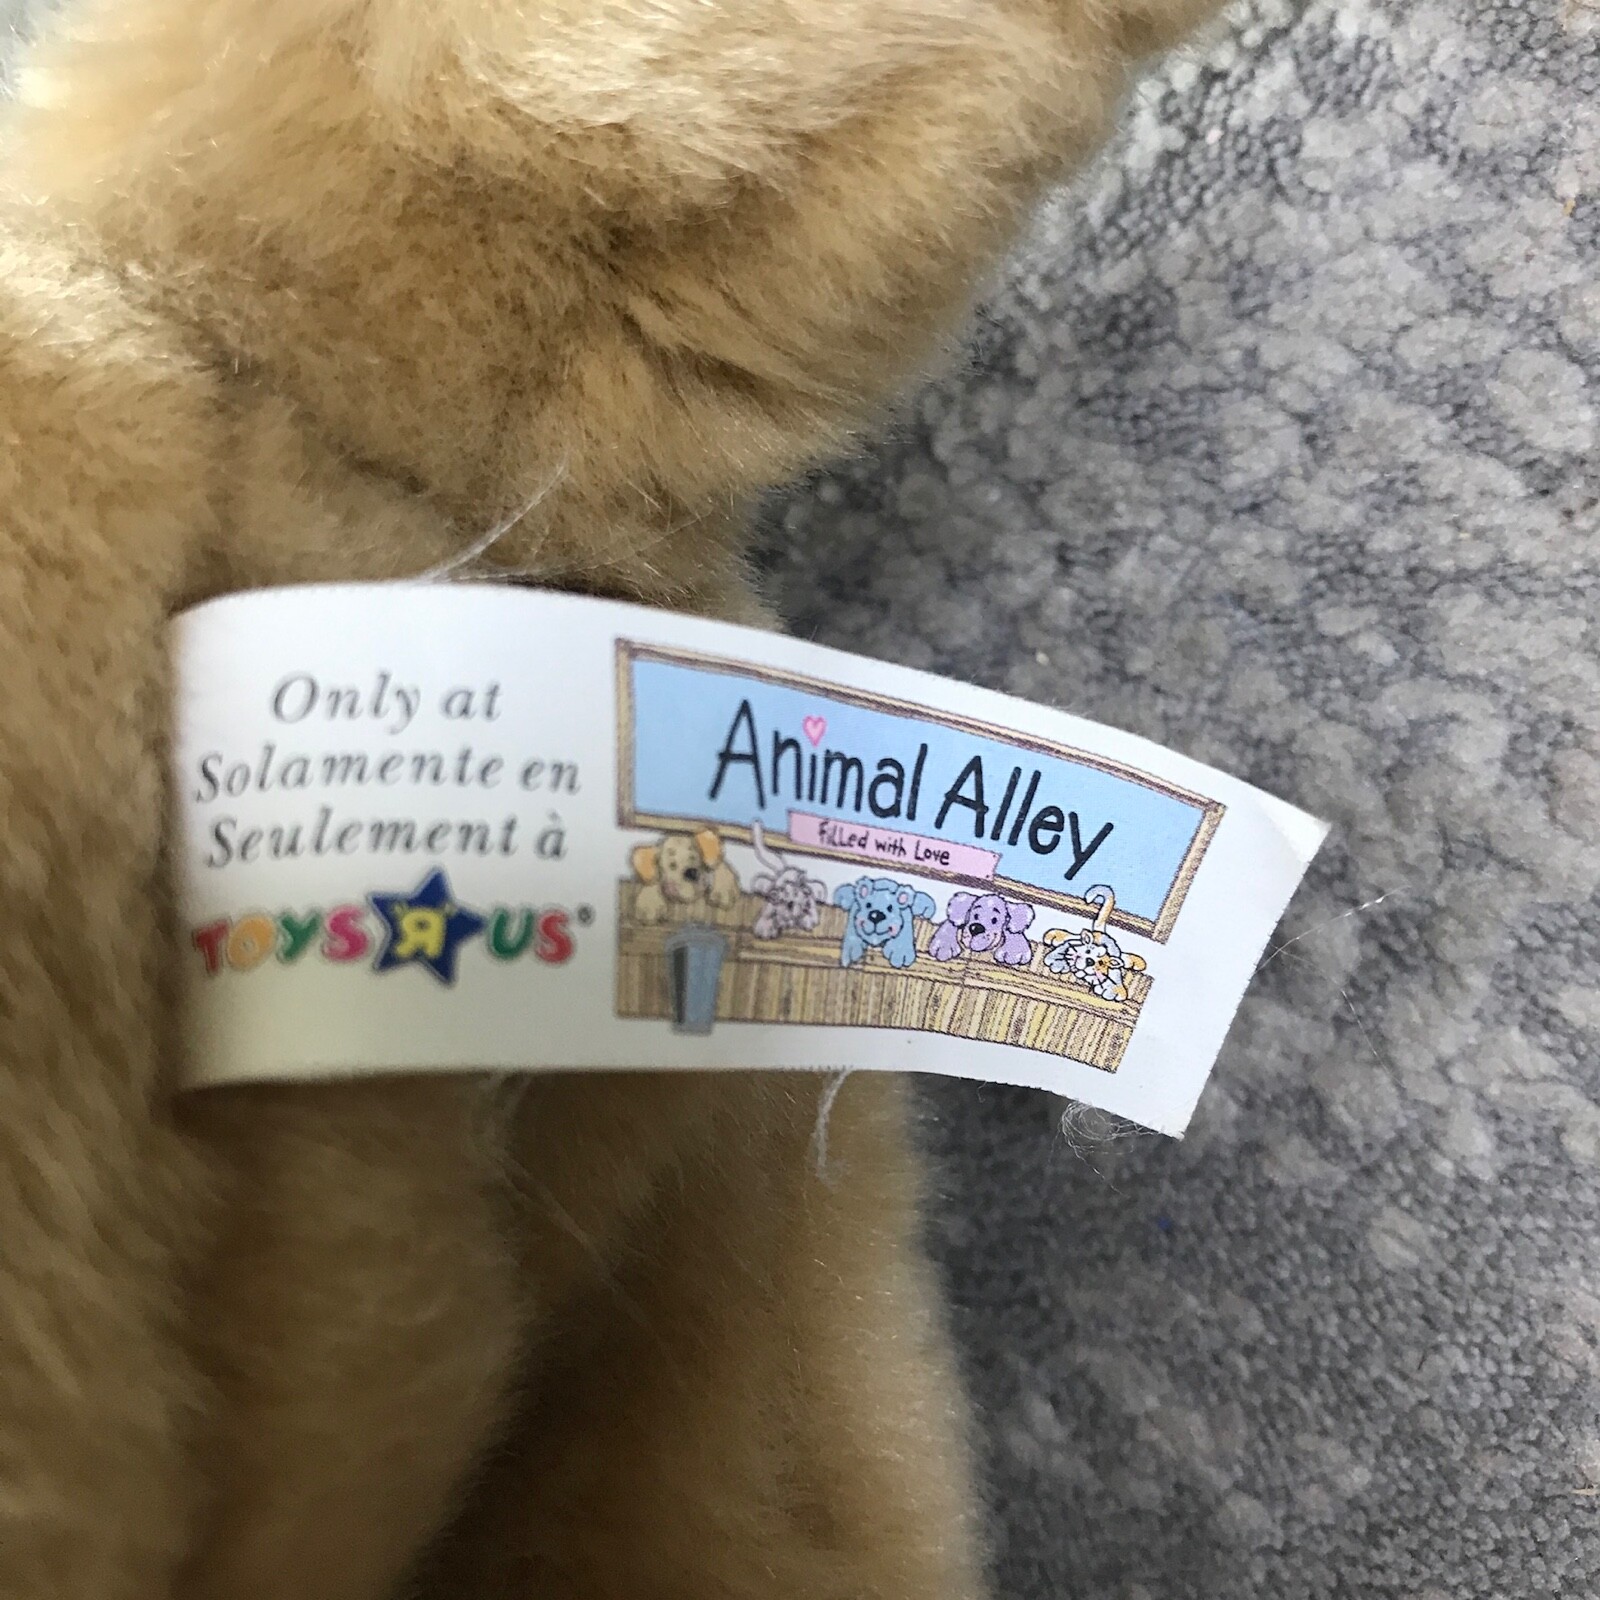 Only at
Solamente en
Seulement à
TOYS "R" US®
Animal Alley
Filled with Love